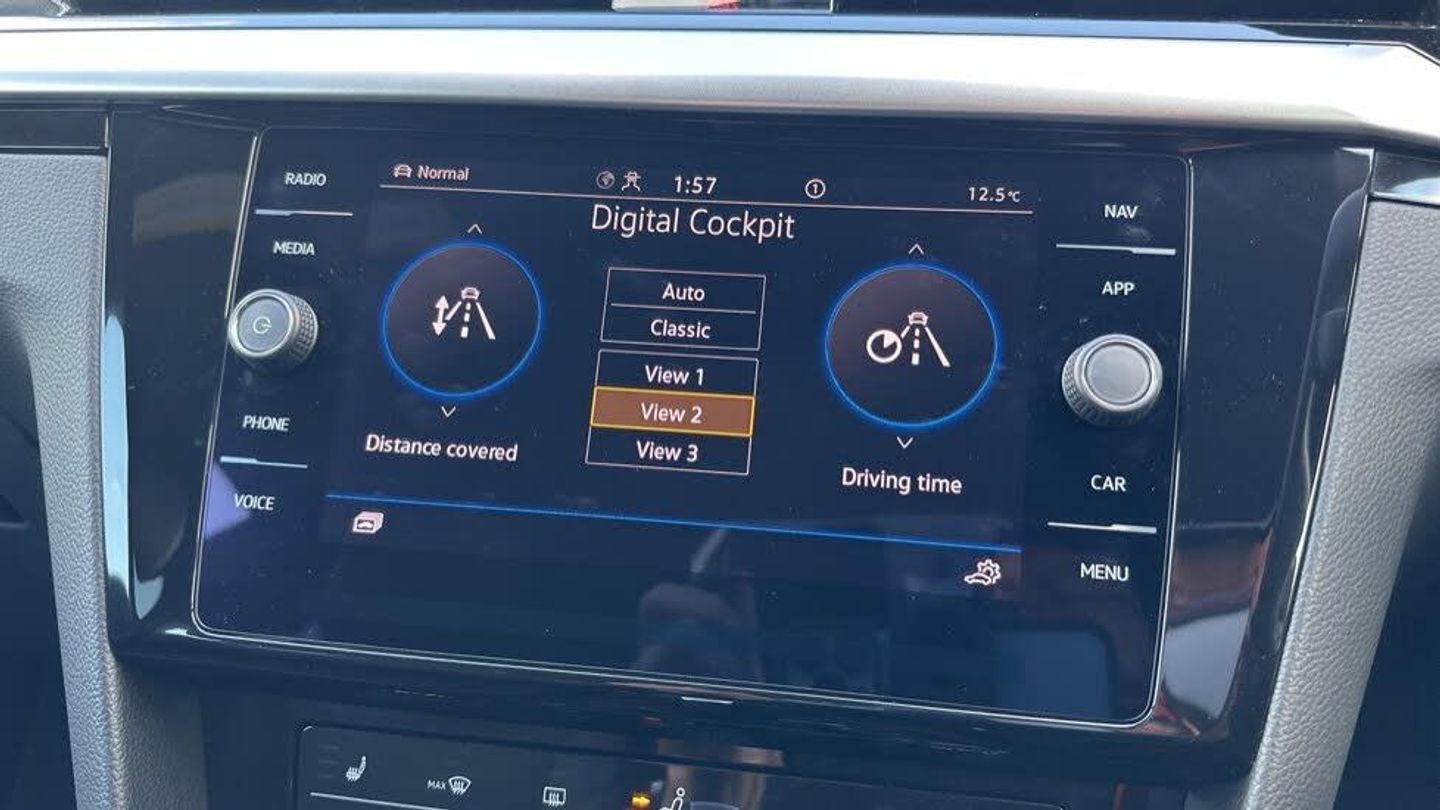 Normal
1:57
1
12.5°C
Digital Cockpit
RADIO
MEDIA
PHONE
VOICE
Distance covered
Auto
Classic
View 1
View 2
View 3
Driving time
NAV
APP
CAR
MENU
MAX